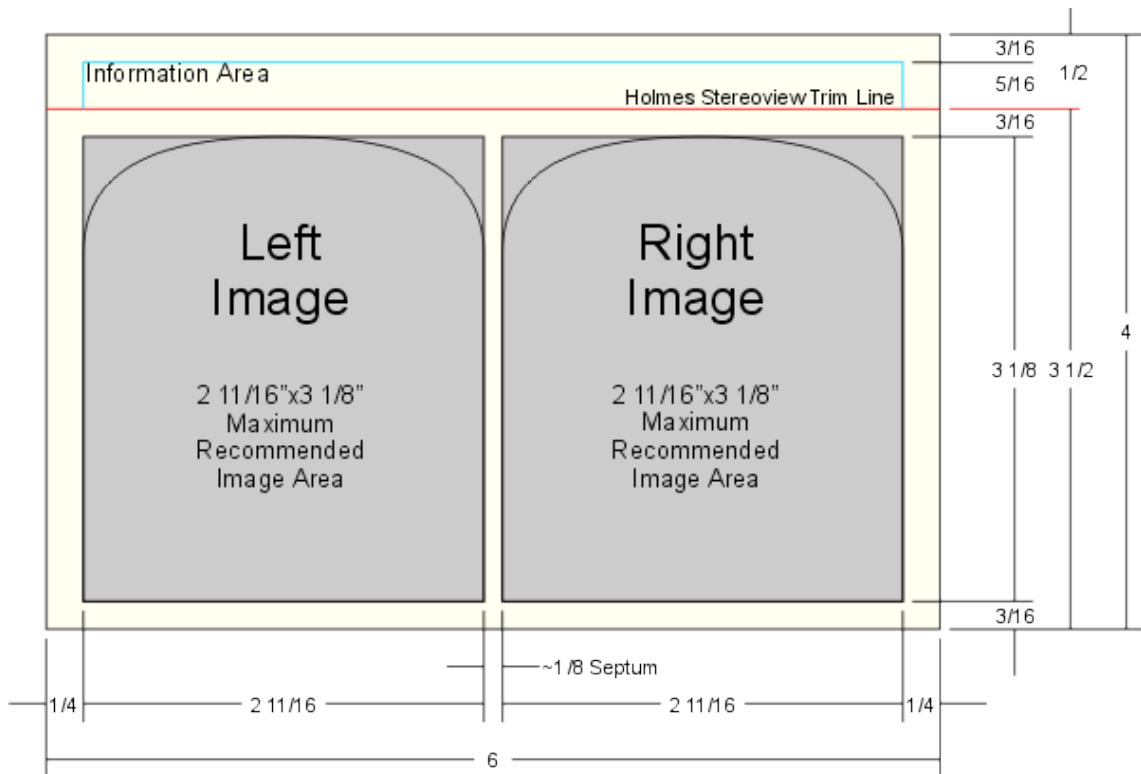 3/16
Information Area
5/16
1/2
Holmes Stereoview Trim Line
3/16
Left
Image
Right
Image
4
3 1/8
3 1/2
2 11/16"x3 1/8"
Maximum
Recommended
Image Area
2 11/16"x3 1/8"
Maximum
Recommended
Image Area
3/16
~1/8 Septum
1/4
2 11/16
2 11/16
1/4
6